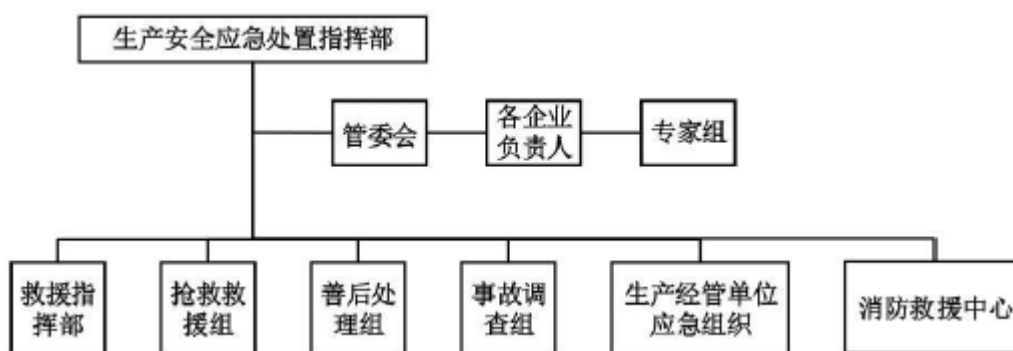 生产安全应急处置指挥部
管委会
各企业
负责人
专家组
救援指
挥部
抢救救
援组
善后处
理组
事故调
查组
生产经管单位
应急组织
消防救援中心